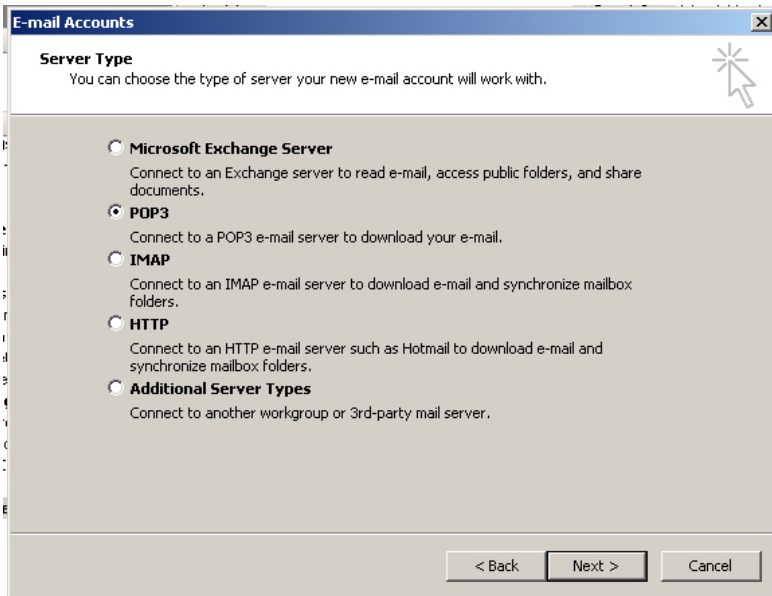 E-mail Accounts
Server Type
You can choose the type of server your new e-mail account will work with.
Microsoft Exchange Server
Connect to an Exchange server to read e-mail, access public folders, and share
documents.
POP3
Connect to a POP3 e-mail server to download your e-mail.
IMAP
Connect to an IMAP e-mail server to download e-mail and synchronize mailbox
folders.
HTTP
Connect to an HTTP e-mail server such as Hotmail to download e-mail and
synchronize mailbox folders.
Additional Server Types
Connect to another workgroup or 3rd-party mail server.
< Back Next > Cancel